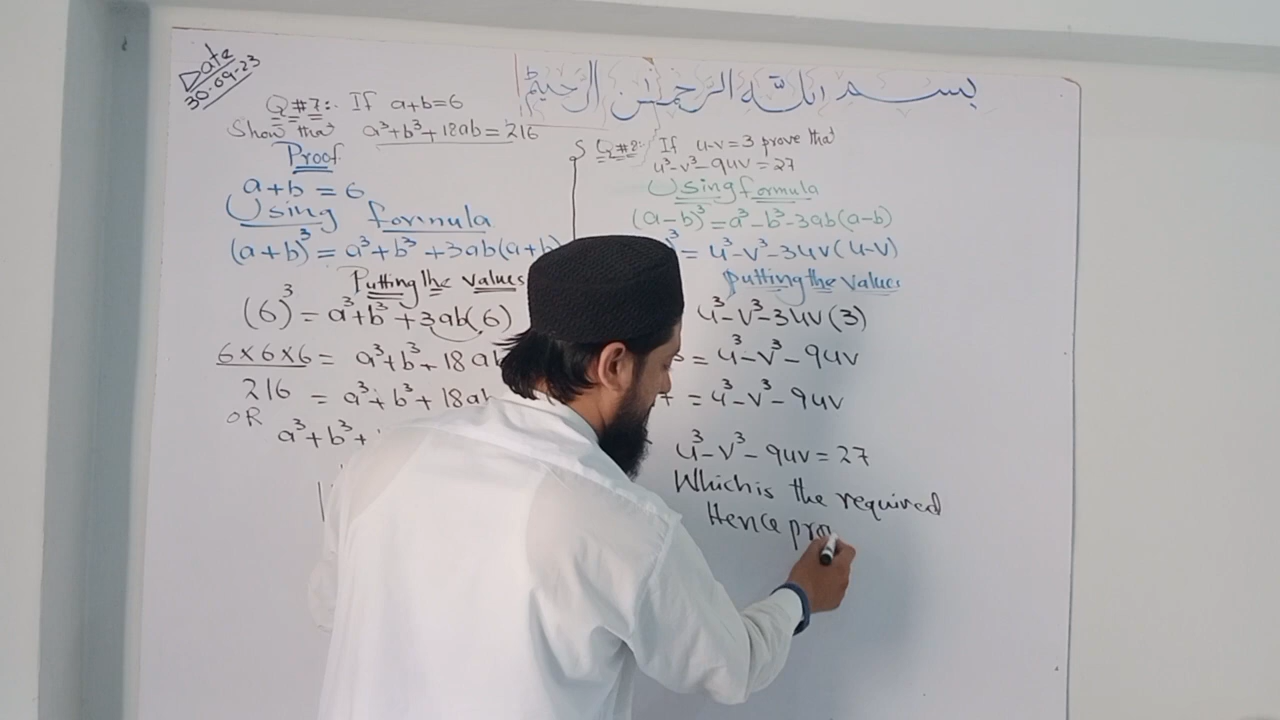 Date
30-09-23
بسم الله الرحمن الرحيم
Q#7:. If a+b=6
Show that a³+b³+18ab=216
Proof
a+b=6
Using formula
(a+b)³=a³+b³+3ab(a+b
Putting the values
(6)³=a³+b³+3ab(6)
6×6×6= a³+b³+18ab
216 = a³+b³+18ab
OR
a³+b³+
Q#8:. If u-v=3 prove that
u³-v³-9uv=27
Using formula
(a-b)³=a³-b³-3ab(a-b)
)³=u³-v³-3uv(u-v)
putting the values
u³-v³-3uv(3)
=u³-v³-9uv
=u³-v³-9uv
u³-v³-9uv=27
Which is the required
Hence pro